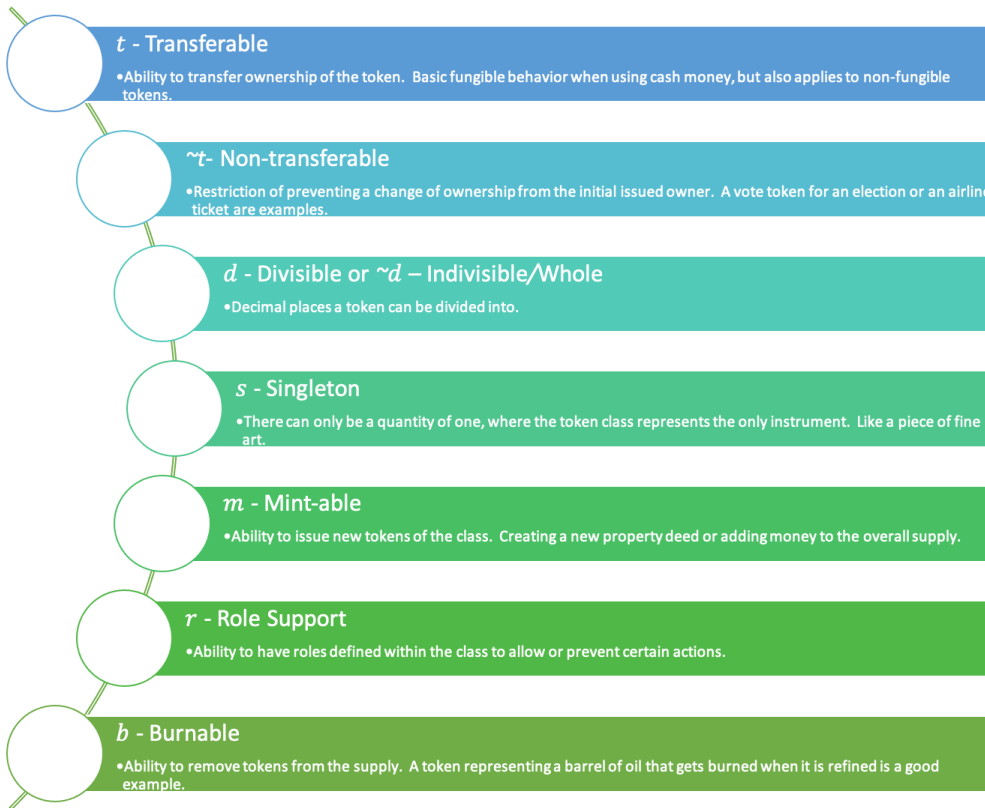 t - Transferable
•Ability to transfer ownership of the token. Basic fungible behavior when using cash money, but also applies to non-fungible
tokens.
~t- Non-transferable
•Restriction of preventing a change of ownership from the initial issued owner. A vote token for an election or an airline
ticket are examples.
d - Divisible or ~d – Indivisible/Whole
•Decimal places a token can be divided into.
s - Singleton
•There can only be a quantity of one, where the token class represents the only instrument. Like a piece of fine
art.
m - Mint-able
•Ability to issue new tokens of the class. Creating a new property deed or adding money to the overall supply.
r - Role Support
•Ability to have roles defined within the class to allow or prevent certain actions.
b - Burnable
•Ability to remove tokens from the supply. A token representing a barrel of oil that gets burned when it is refined is a good
example.